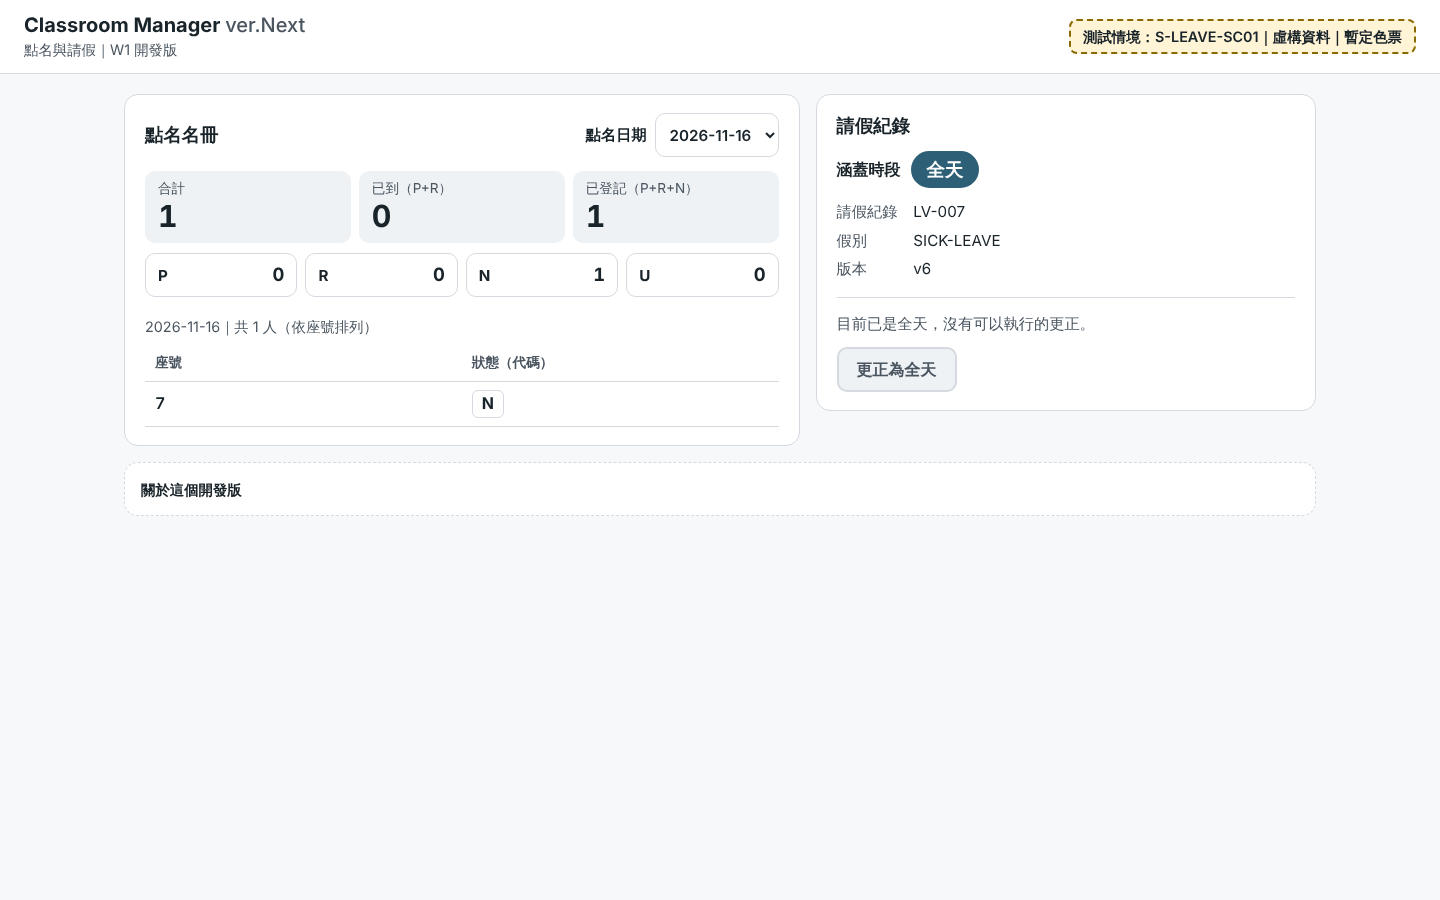 Classroom Manager ver.Next
點名與請假｜W1 開發版
測試情境：S-LEAVE-SC01｜虛構資料｜暫定色票
點名名冊
點名日期 2026-11-16
合計
1
已到（P+R）
0
已登記（P+R+N）
1
P 0
R 0
N 1
U 0
2026-11-16｜共 1 人（依座號排列）
座號 狀態（代碼）
7 N
請假紀錄
涵蓋時段 全天
請假紀錄 LV-007
假別 SICK-LEAVE
版本 v6
目前已是全天，沒有可以執行的更正。
更正為全天
關於這個開發版